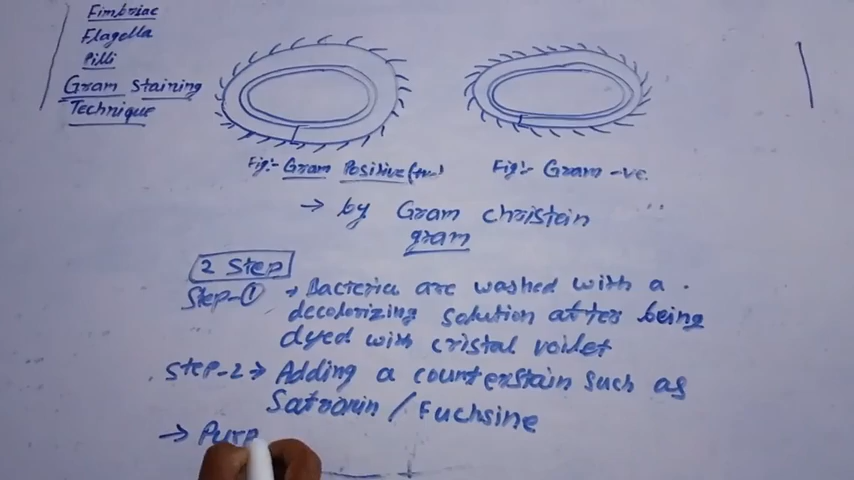 Fimbriae
Flagella
Pilli
Gram Staining
Technique
Fig:- Gram Positive (+ve)
Fig:- Gram -ve.
→ by Gram christein
gram
2 Step
Step-① → Bacteria are washed with a
decolorizing solution after being
dyed with cristal voilet
Step-2 → Adding a counterstain such as
Satranin / Fuchsine
→ Purp